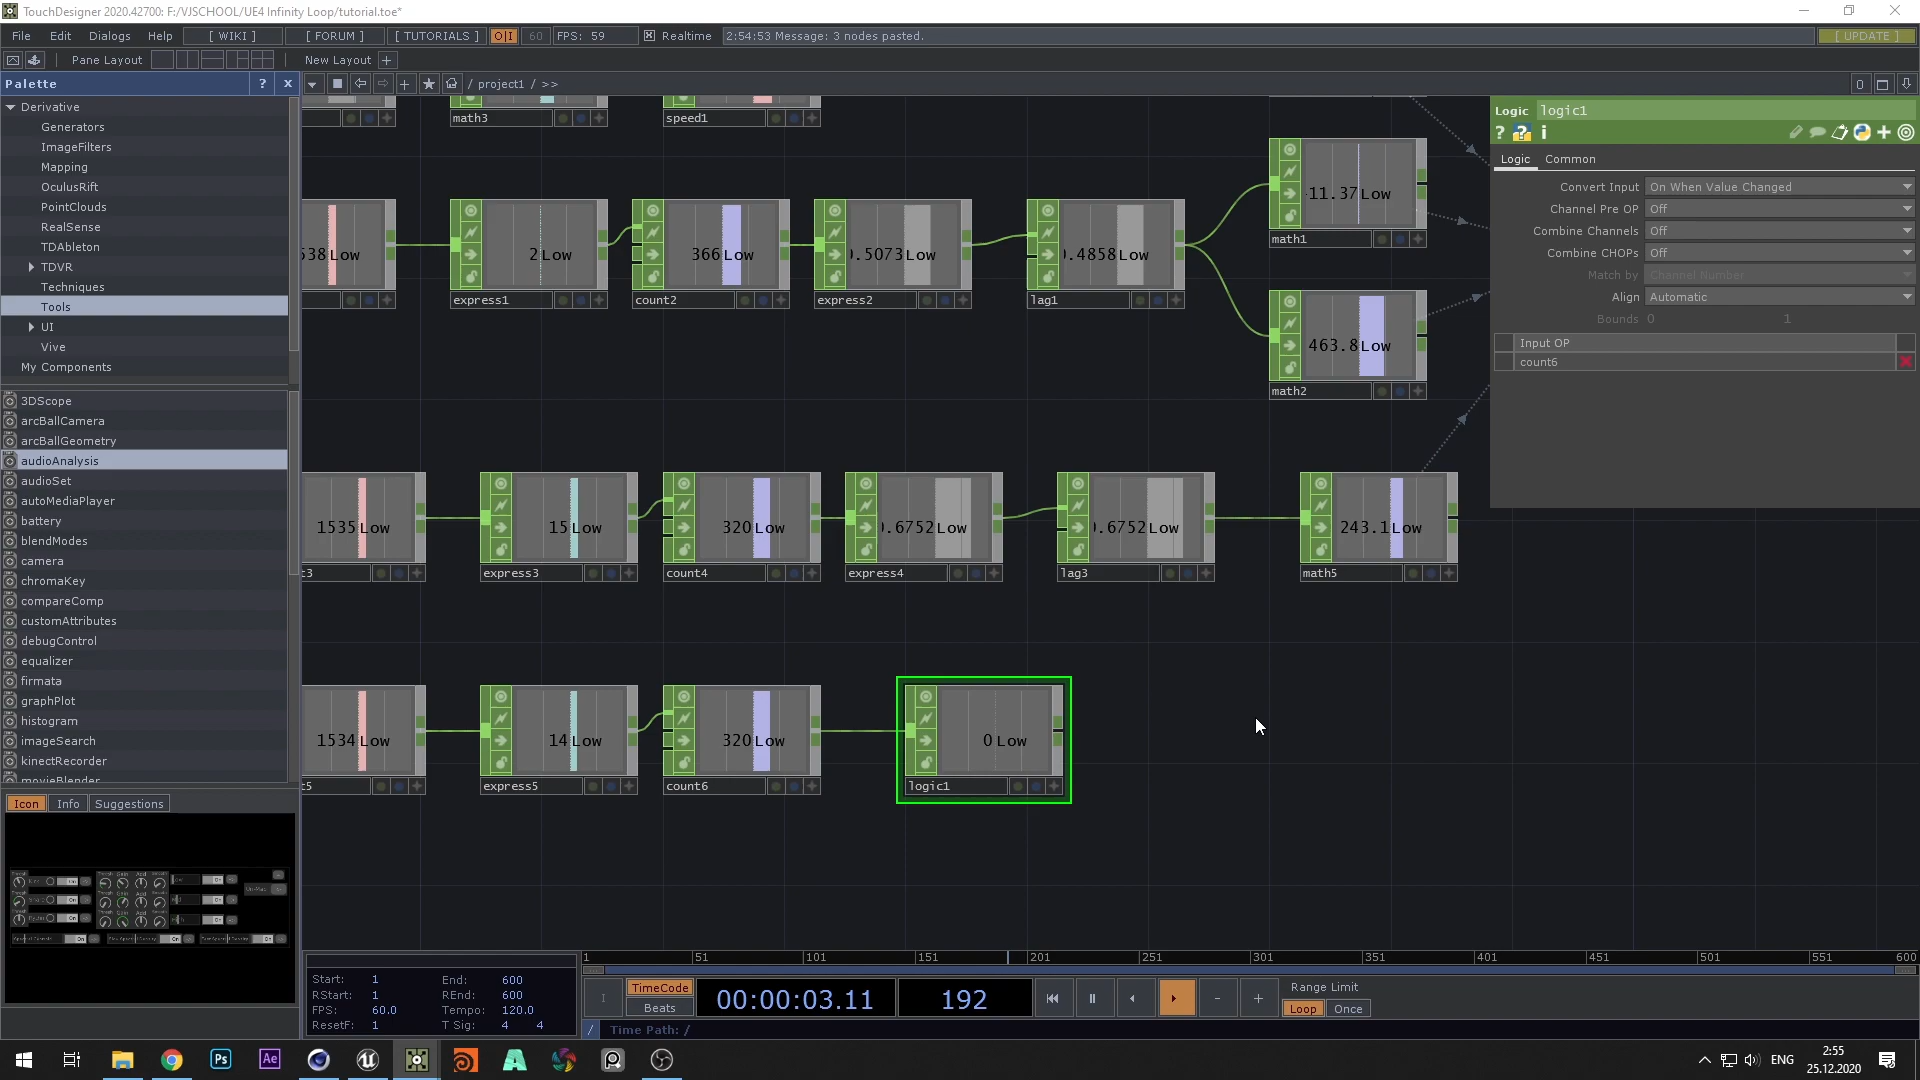 TouchDesigner 2020.42700: F:/VJSCHOOL/UE4 Infinity Loop/tutorial.toe*
File Edit Dialogs Help [ WIKI ] [ FORUM ] [ TUTORIALS ] O|I 60 FPS: 59 Realtime 2:54:53 Message: 3 nodes pasted. [ UPDATE ]
Pane Layout New Layout +
Palette ? x / project1 / >> 0
Derivative
Generators
ImageFilters
Mapping
OculusRift
PointClouds
RealSense
TDAbleton
TDVR
Techniques
Tools
UI
Vive
My Components
3DScope
arcBallCamera
arcBallGeometry
audioAnalysis
audioSet
autoMediaPlayer
battery
blendModes
camera
chromaKey
compareComp
customAttributes
debugControl
equalizer
firmata
graphPlot
histogram
imageSearch
kinectRecorder
movieBlender
Icon Info Suggestions
math3 speed1
11.37 Low
math1
538 Low 2 Low 366 Low .5073 Low .4858 Low
express1 count2 express2 lag1
463.8 Low
math2
1535 Low 15 Low 320 Low .6752 Low .6752 Low 243.1 Low
t3 express3 count4 express4 lag3 math5
1534 Low 14 Low 320 Low 0 Low
t5 express5 count6 logic1
Logic logic1
? ? i
Logic Common
Convert Input On When Value Changed
Channel Pre OP Off
Combine Channels Off
Combine CHOPs Off
Match by Channel Number
Align Automatic
Bounds 0 1
Input OP
count6
1 51 101 151 201 251 301 351 401 451 501 551 600
Start: 1 End: 600
RStart: 1 REnd: 600
FPS: 60.0 Tempo: 120.0
ResetF: 1 T Sig: 4 4
TimeCode
Beats
00:00:03.11 192
Range Limit
Loop Once
/ Time Path: /
Ps Ae ENG
2:55
25.12.2020